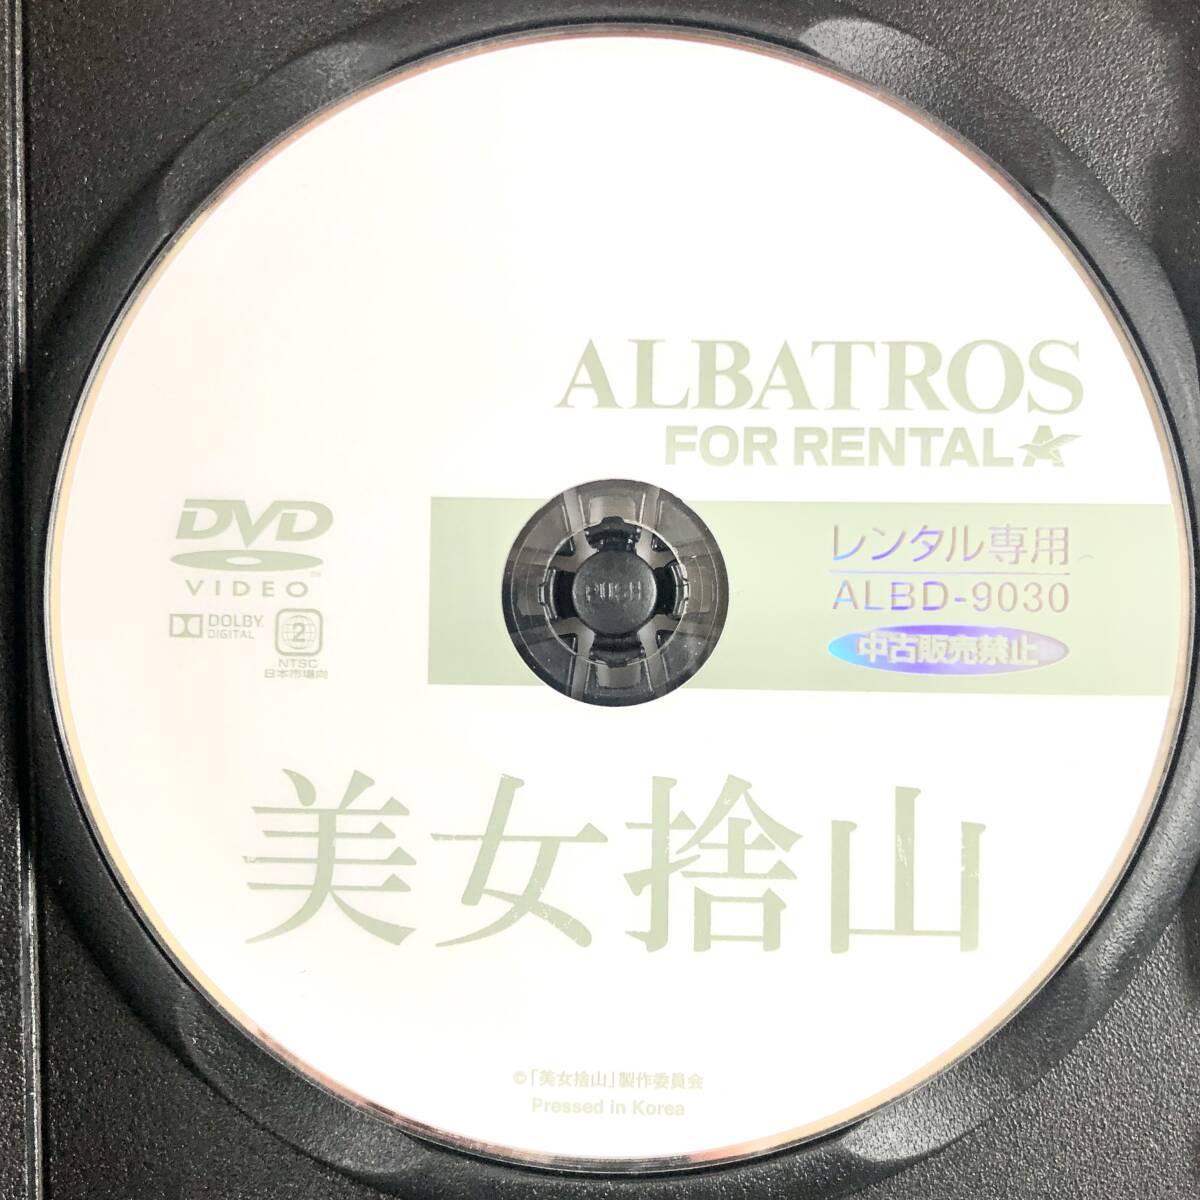 ALBATROS
FOR RENTAL
DVD
VIDEO
DOLBY
DIGITAL
2
NTSC
日本市場向
PUSH
レンタル専用
ALBD-9030
中古販売禁止
美女捨山
©「美女捨山」製作委員会
Pressed in Korea